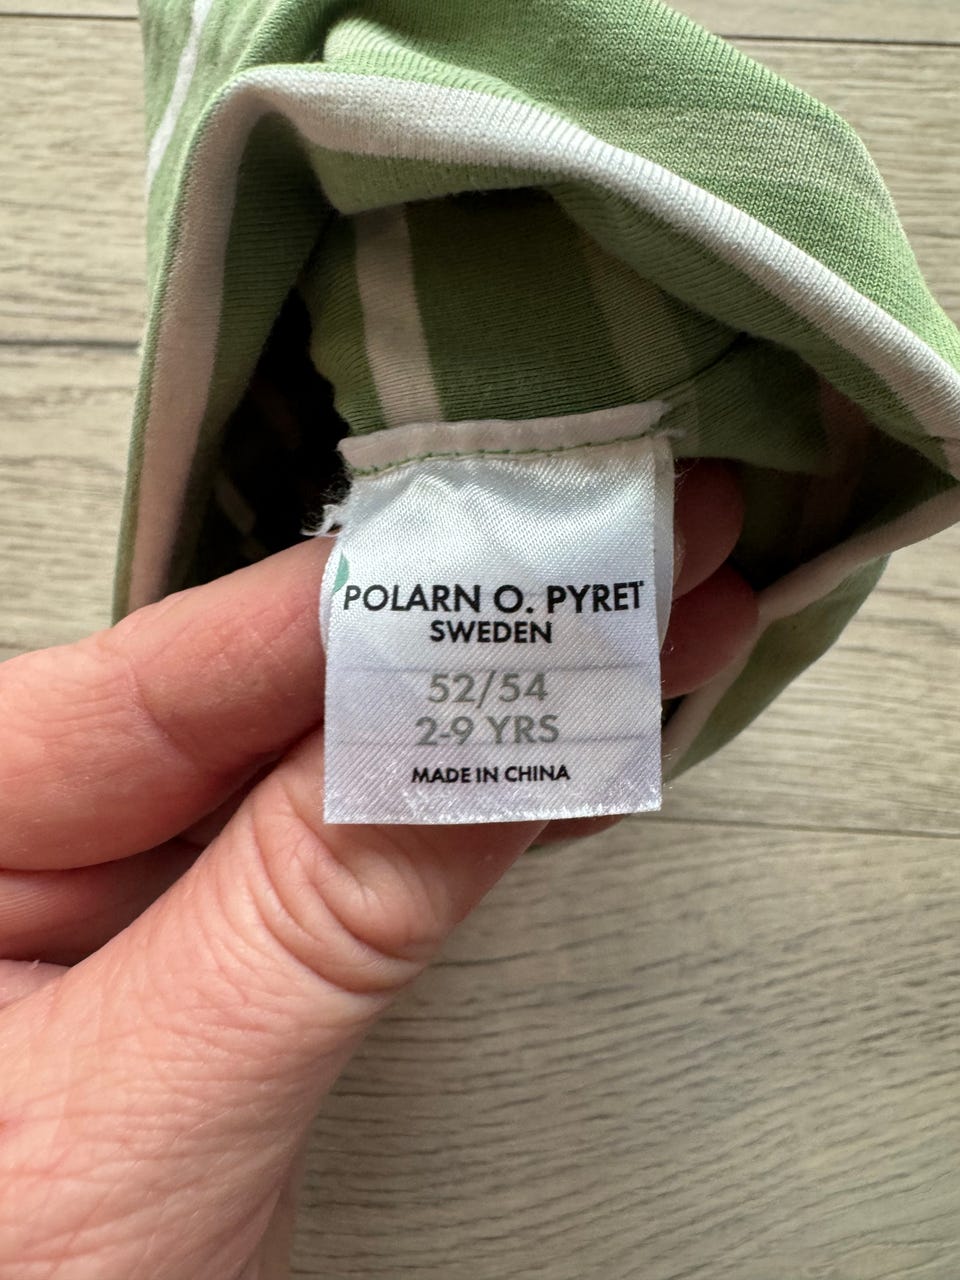 POLARN O. PYRET
SWEDEN
52/54
2-9 YRS
MADE IN CHINA